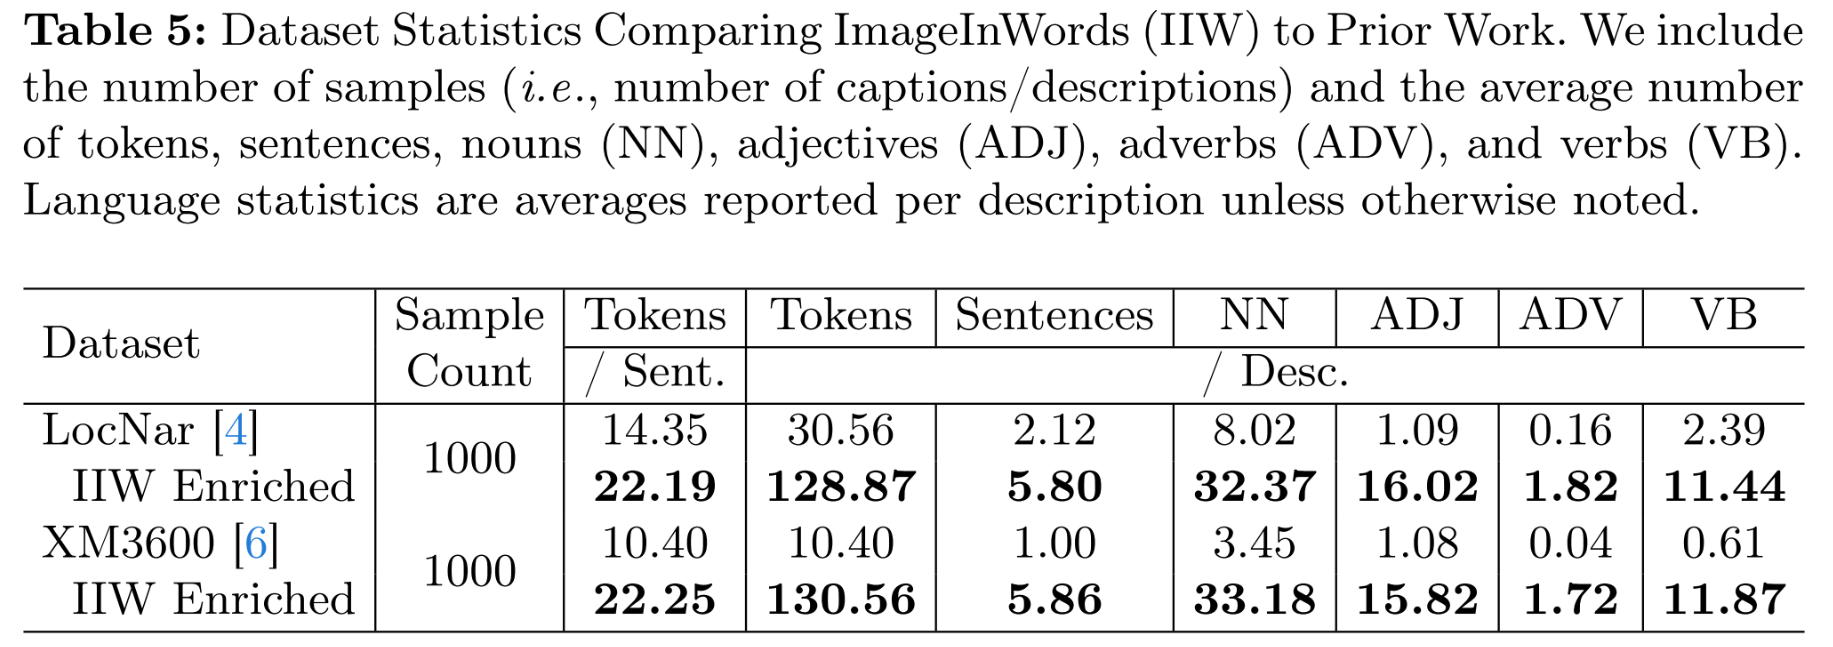 Table 5: Dataset Statistics Comparing ImageInWords (IIW) to Prior Work. We include
the number of samples (i.e., number of captions/descriptions) and the average number
of tokens, sentences, nouns (NN), adjectives (ADJ), adverbs (ADV), and verbs (VB).
Language statistics are averages reported per description unless otherwise noted.
Dataset Sample Count Tokens Tokens Sentences NN ADJ ADV VB
/ Sent. / Desc.
LocNar [4] 1000 14.35 30.56 2.12 8.02 1.09 0.16 2.39
IIW Enriched 22.19 128.87 5.80 32.37 16.02 1.82 11.44
XM3600 [6] 1000 10.40 10.40 1.00 3.45 1.08 0.04 0.61
IIW Enriched 22.25 130.56 5.86 33.18 15.82 1.72 11.87